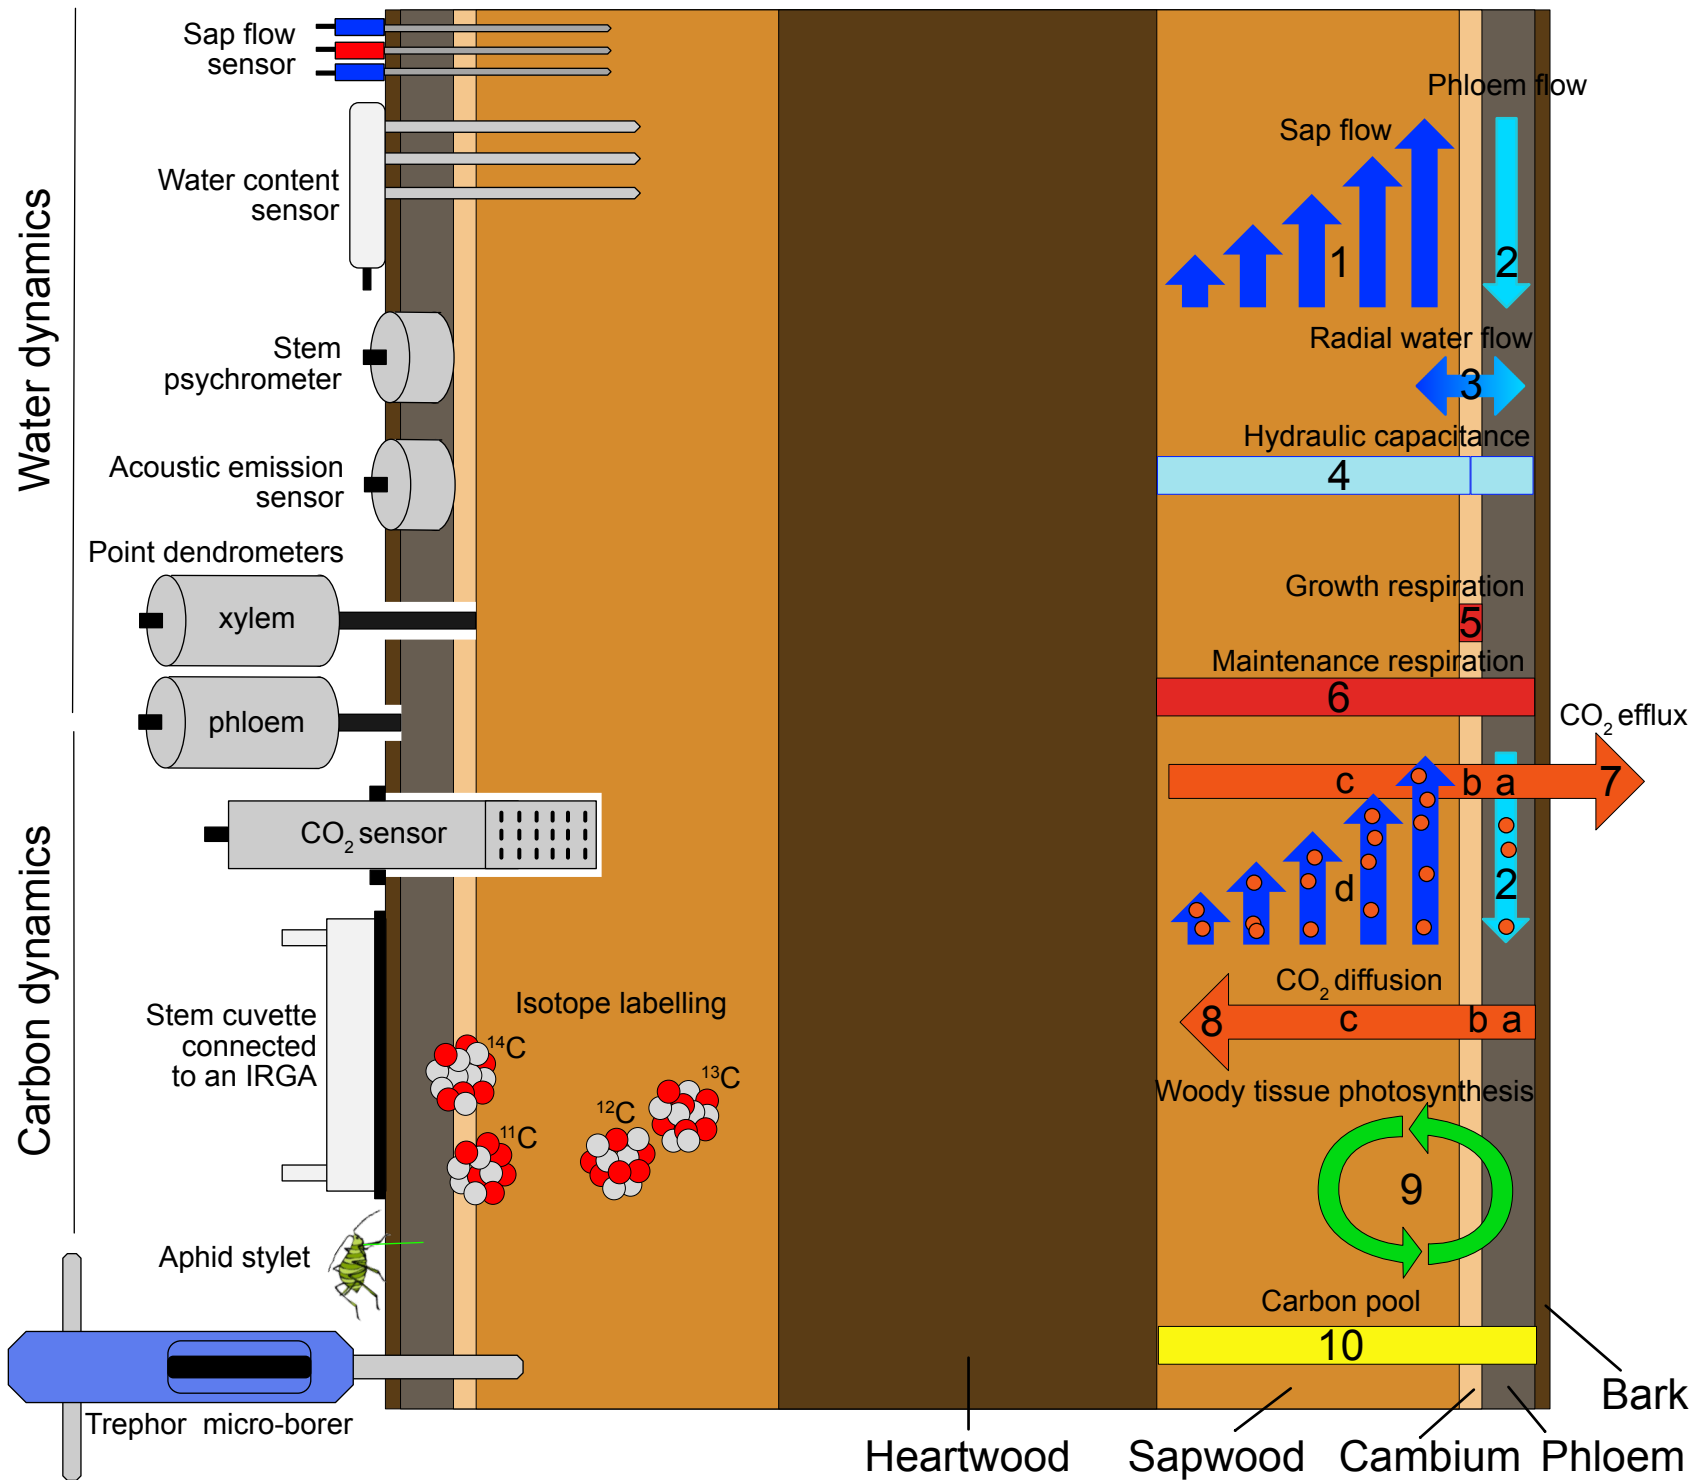 Water dynamics
Carbon dynamics
Sap flow
sensor
Water content
sensor
Stem
psychrometer
Acoustic emission
sensor
Point dendrometers
xylem
phloem
CO₂ sensor
Stem cuvette
connected
to an IRGA
Aphid stylet
Trephor micro-borer
Isotope labelling
¹⁴C
¹³C
¹²C
¹¹C
Phloem flow
Sap flow
1
2
Radial water flow
3
Hydraulic capacitance
4
Growth respiration
5
Maintenance respiration
6
CO₂ efflux
c b a 7
d
2
CO₂ diffusion
8 c b a
Woody tissue photosynthesis
9
Carbon pool
10
Bark
Heartwood Sapwood Cambium Phloem